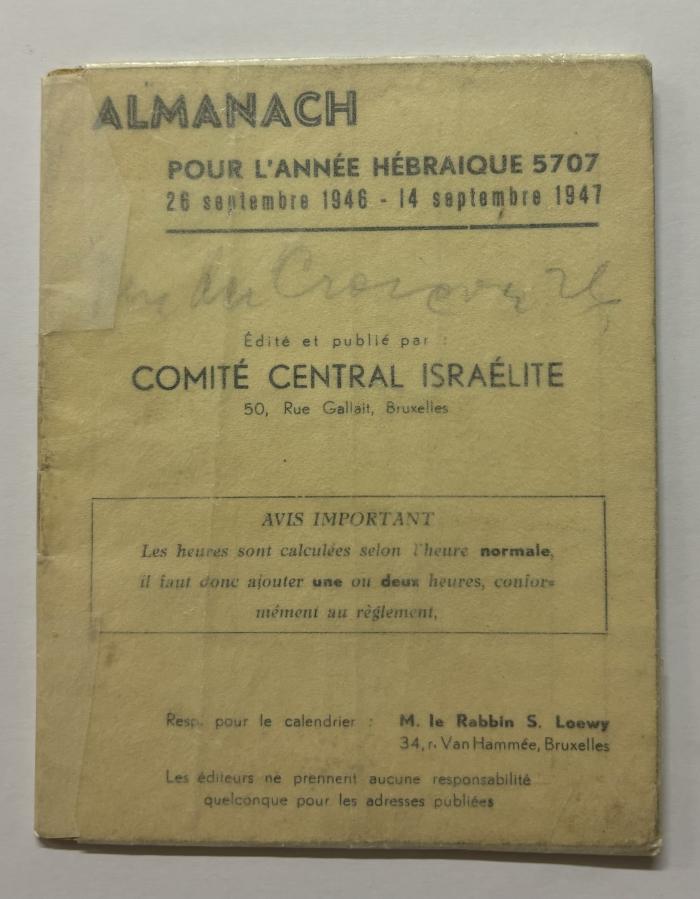 ALMANACH
POUR L'ANNÉE HÉBRAIQUE 5707
26 septembre 1946 - 14 septembre 1947
Édité et publié par :
COMITÉ CENTRAL ISRAÉLITE
50, Rue Gallait, Bruxelles
AVIS IMPORTANT
Les heures sont calculées selon l'heure normale,
il faut donc ajouter une ou deux heures, confor=
mément au règlement,
Resp. pour le calendrier : M. le Rabbin S. Loewy
34, r. Van Hammée, Bruxelles
Les éditeurs ne prennent aucune responsabilité
quelconque pour les adresses publiées